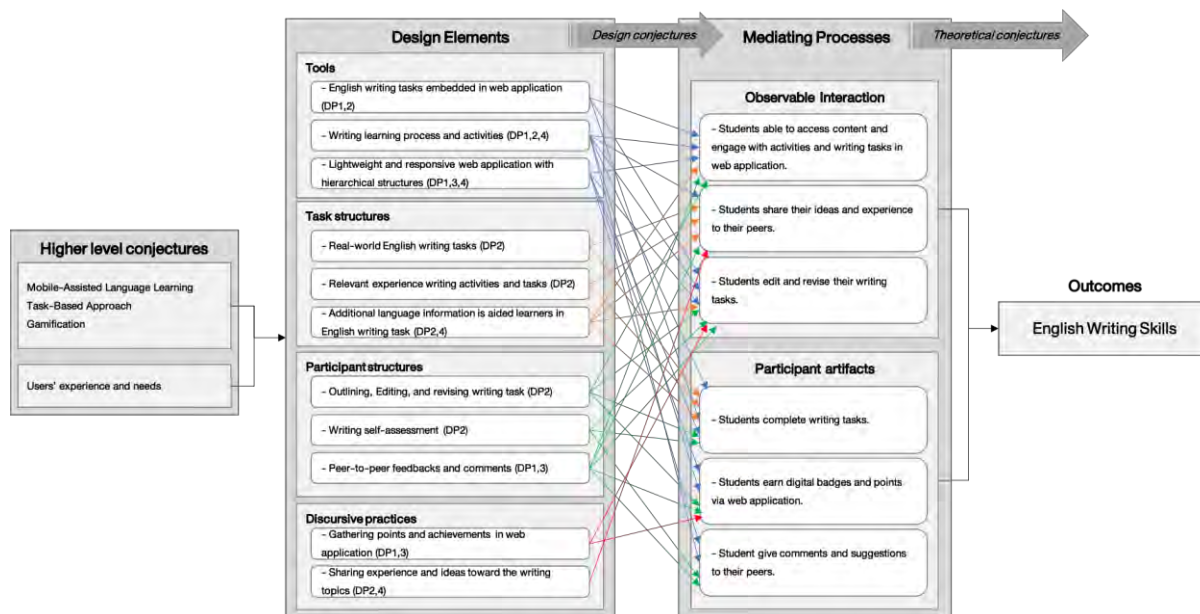 Higher level conjectures
Mobile-Assisted Language Learning
Task-Based Approach
Gamification
Users' experience and needs
Design Elements
Design conjectures
Tools
- English writing tasks embedded in web application
(DP1,2)
- Writing learning process and activities (DP1,2,4)
- Lightweight and responsive web application with
hierarchical structures (DP1,3,4)
Task structures
- Real-world English writing tasks (DP2)
- Relevant experience writing activities and tasks (DP2)
- Additional language information is aided learners in
English writing task (DP2,4)
Participant structures
- Outlining, Editing, and revising writing task (DP2)
- Writing self-assessment (DP2)
- Peer-to-peer feedbacks and comments (DP1,3)
Discursive practices
- Gathering points and achievements in web
application (DP1,3)
- Sharing experience and ideas toward the writing
topics (DP2,4)
Mediating Processes
Theoretical conjectures
Observable Interaction
- Students able to access content and
engage with activities and writing tasks in
web application.
- Students share their ideas and experience
to their peers.
- Students edit and revise their writing
tasks.
Participant artifacts
- Students complete writing tasks.
- Students earn digital badges and points
via web application.
- Student give comments and suggestions
to their peers.
Outcomes
English Writing Skills